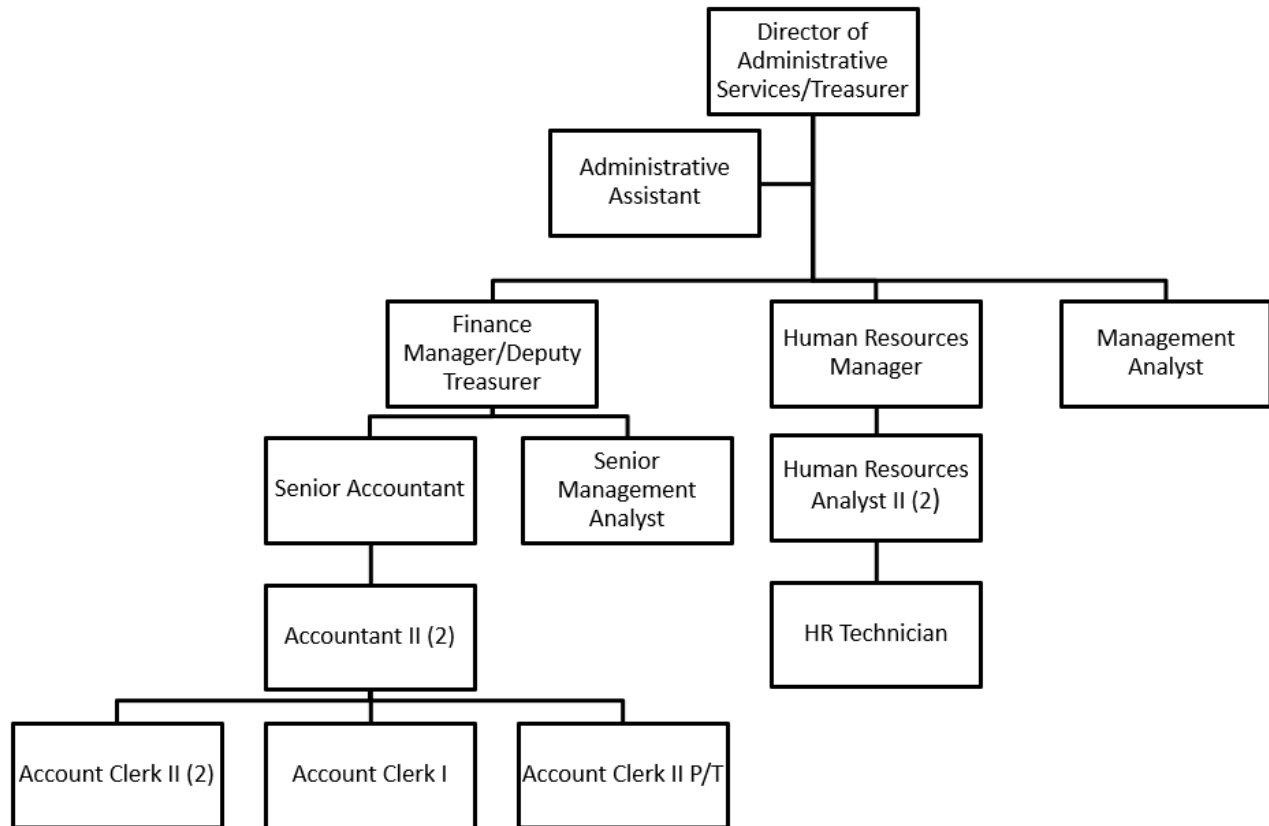 Director of
Administrative
Services/Treasurer
Administrative
Assistant
Finance
Manager/Deputy
Treasurer
Human Resources
Manager
Management
Analyst
Senior Accountant
Senior
Management
Analyst
Human Resources
Analyst II (2)
Accountant II (2)
HR Technician
Account Clerk II (2)
Account Clerk I
Account Clerk II P/T